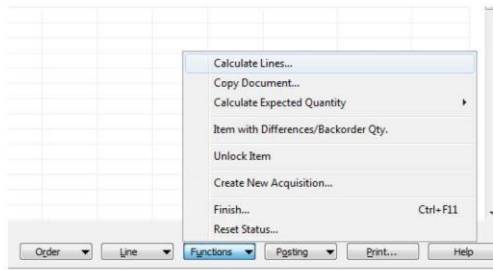 Calculate Lines...
Copy Document...
Calculate Expected Quantity
Item with Differences/Backorder Qty.
Unlock Item
Create New Acquisition...
Finish... Ctrl+F11
Reset Status...
Order Line Functions Posting Print... Help